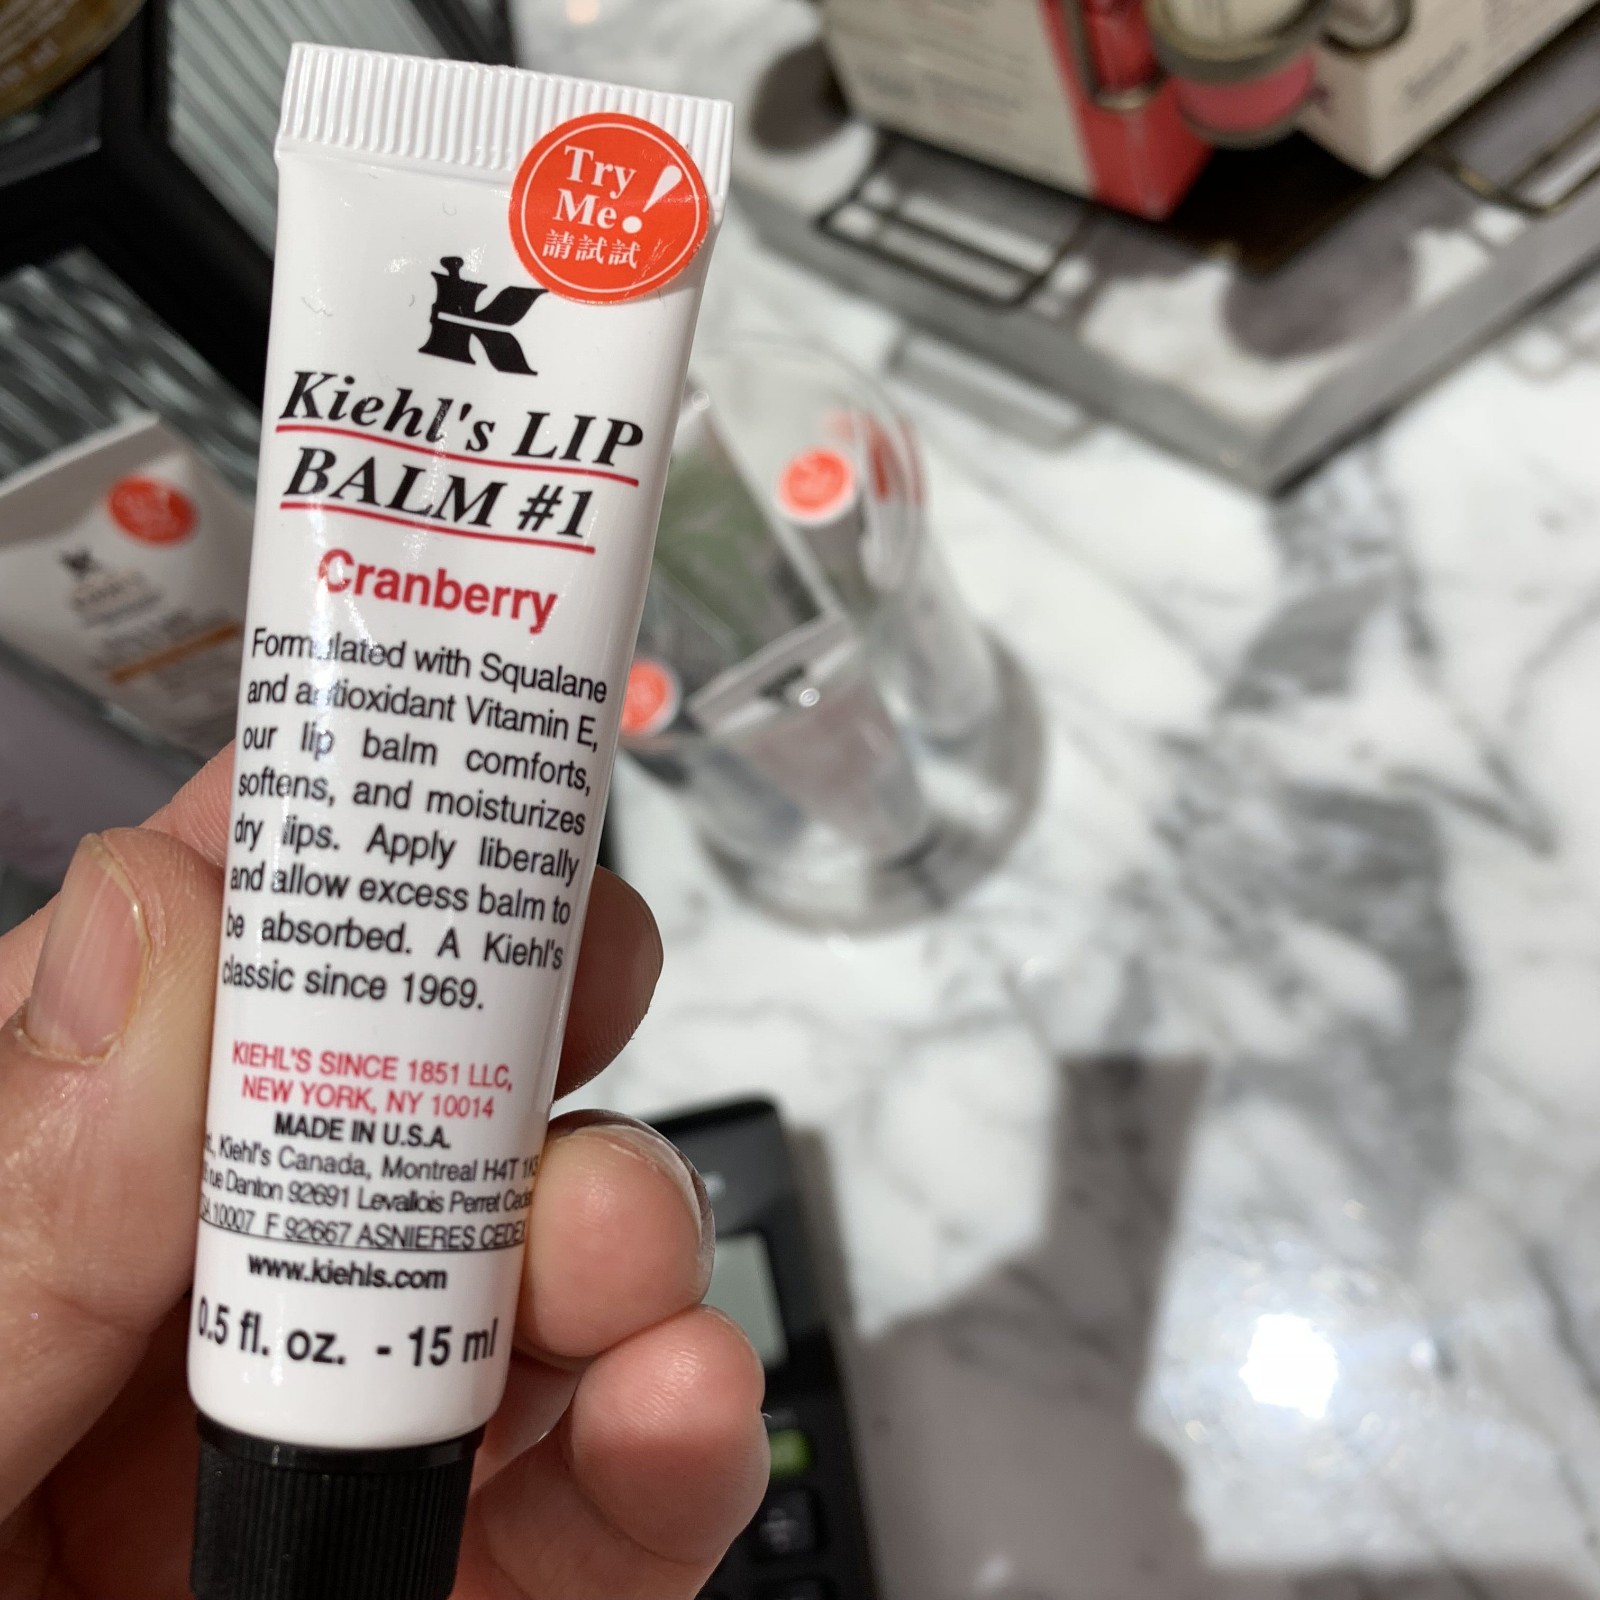 Try
Me!
請試試
Kiehl's LIP
BALM #1
Cranberry
Formulated with Squalane
and antioxidant Vitamin E,
our lip balm comforts,
softens, and moisturizes
dry lips. Apply liberally
and allow excess balm to
be absorbed. A Kiehl's
classic since 1969.
KIEHL'S SINCE 1851 LLC,
NEW YORK, NY 10014
MADE IN U.S.A.
Kiehl's Canada, Montreal H4T
rue Danton 92691 Levallois Perret
10007 F 92667 ASNIERES CEDEX
www.kiehls.com
0.5 fl. oz. - 15 ml